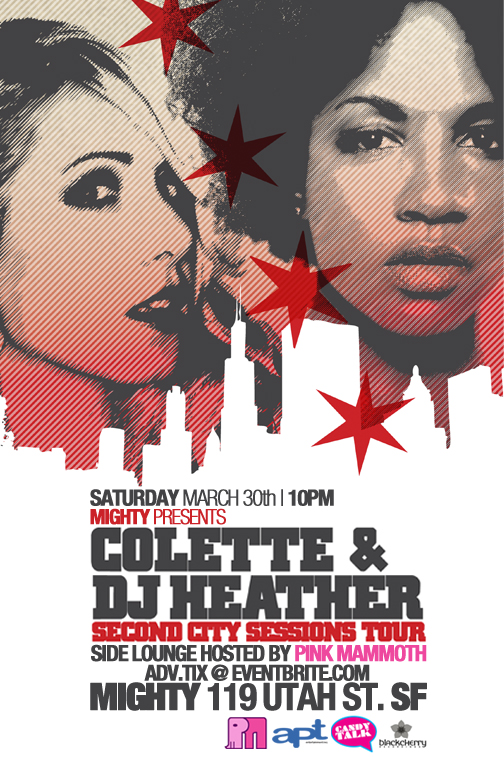 SATURDAY MARCH 30th | 10PM
MIGHTY PRESENTS
COLETTE &
DJ HEATHER
SECOND CITY SESSIONS TOUR
SIDE LOUNGE HOSTED BY PINK MAMMOTH
ADV.TIX @ EVENTBRITE.COM
MIGHTY 119 UTAH ST. SF
apt
CANDY TALK
blackcherry